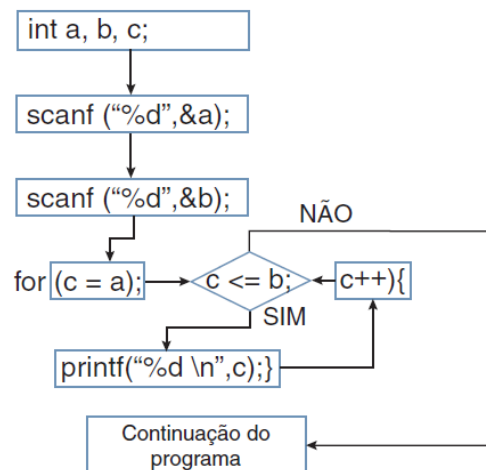 int a, b, c;
scanf (“%d”,&a);
scanf (“%d”,&b);
NÃO
for (c = a);
c <= b;
c++){
SIM
printf(“%d \n”,c);}
Continuação do
programa